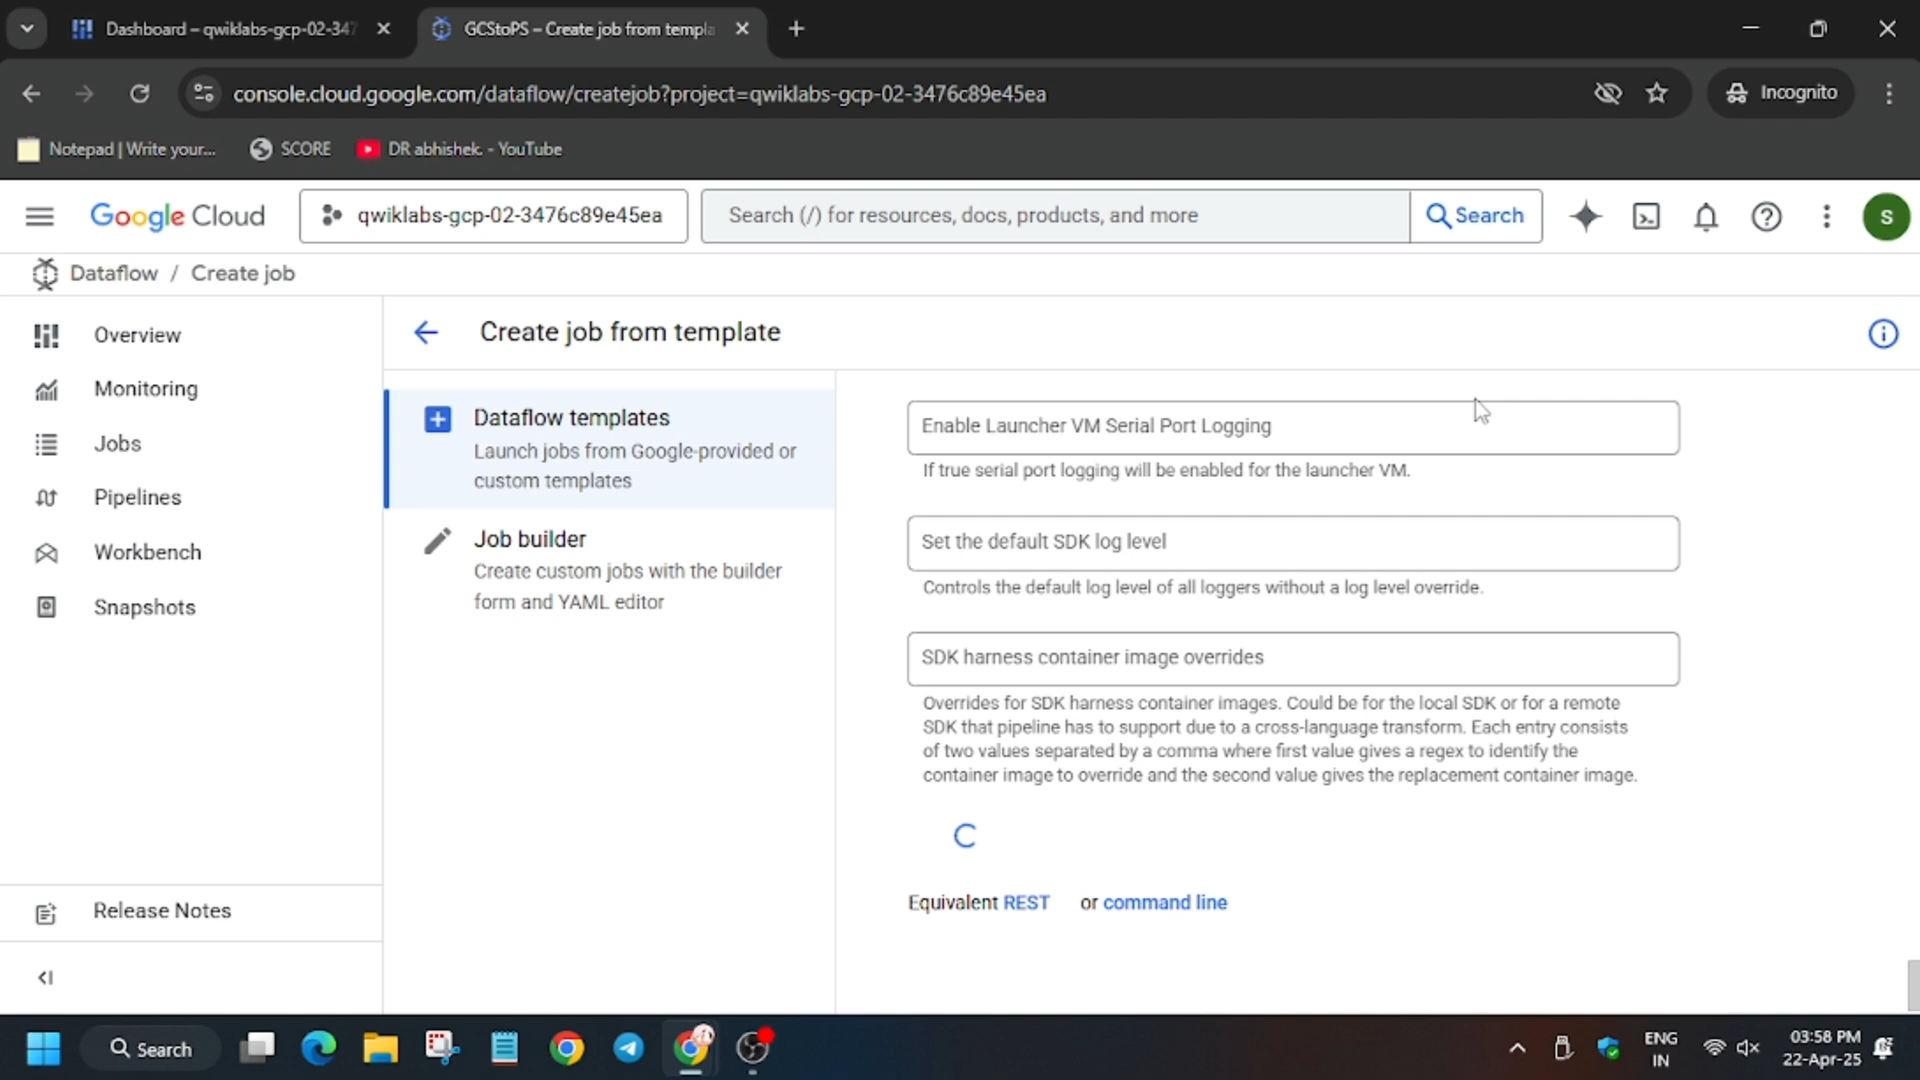 Dashboard – qwiklabs-gcp-02-347
GCStoPS – Create job from templa
console.cloud.google.com/dataflow/createjob?project=qwiklabs-gcp-02-3476c89e45ea
Incognito
Notepad | Write your...
SCORE
DR abhishek. - YouTube
Google Cloud
qwiklabs-gcp-02-3476c89e45ea
Search (/) for resources, docs, products, and more
Search
S
Dataflow / Create job
Overview
Monitoring
Jobs
Pipelines
Workbench
Snapshots
Release Notes
Create job from template
Dataflow templates
Launch jobs from Google-provided or
custom templates
Job builder
Create custom jobs with the builder
form and YAML editor
Enable Launcher VM Serial Port Logging
If true serial port logging will be enabled for the launcher VM.
Set the default SDK log level
Controls the default log level of all loggers without a log level override.
SDK harness container image overrides
Overrides for SDK harness container images. Could be for the local SDK or for a remote
SDK that pipeline has to support due to a cross-language transform. Each entry consists
of two values separated by a comma where first value gives a regex to identify the
container image to override and the second value gives the replacement container image.
Equivalent REST or command line
Search
ENG
IN
03:58 PM
22-Apr-25